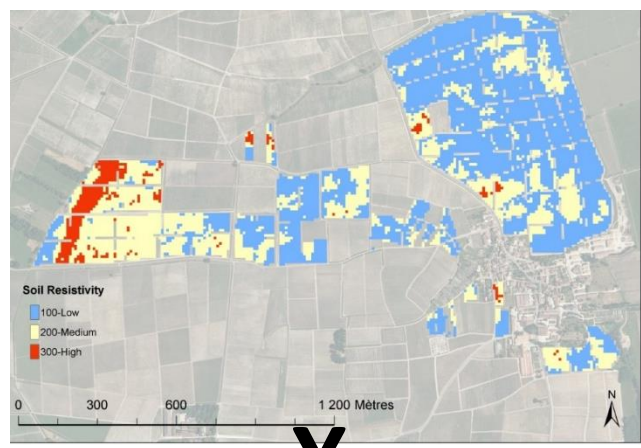 Soil Resistivity
100-Low
200-Medium
300-High
N
0 300 600 1 200 Mètres